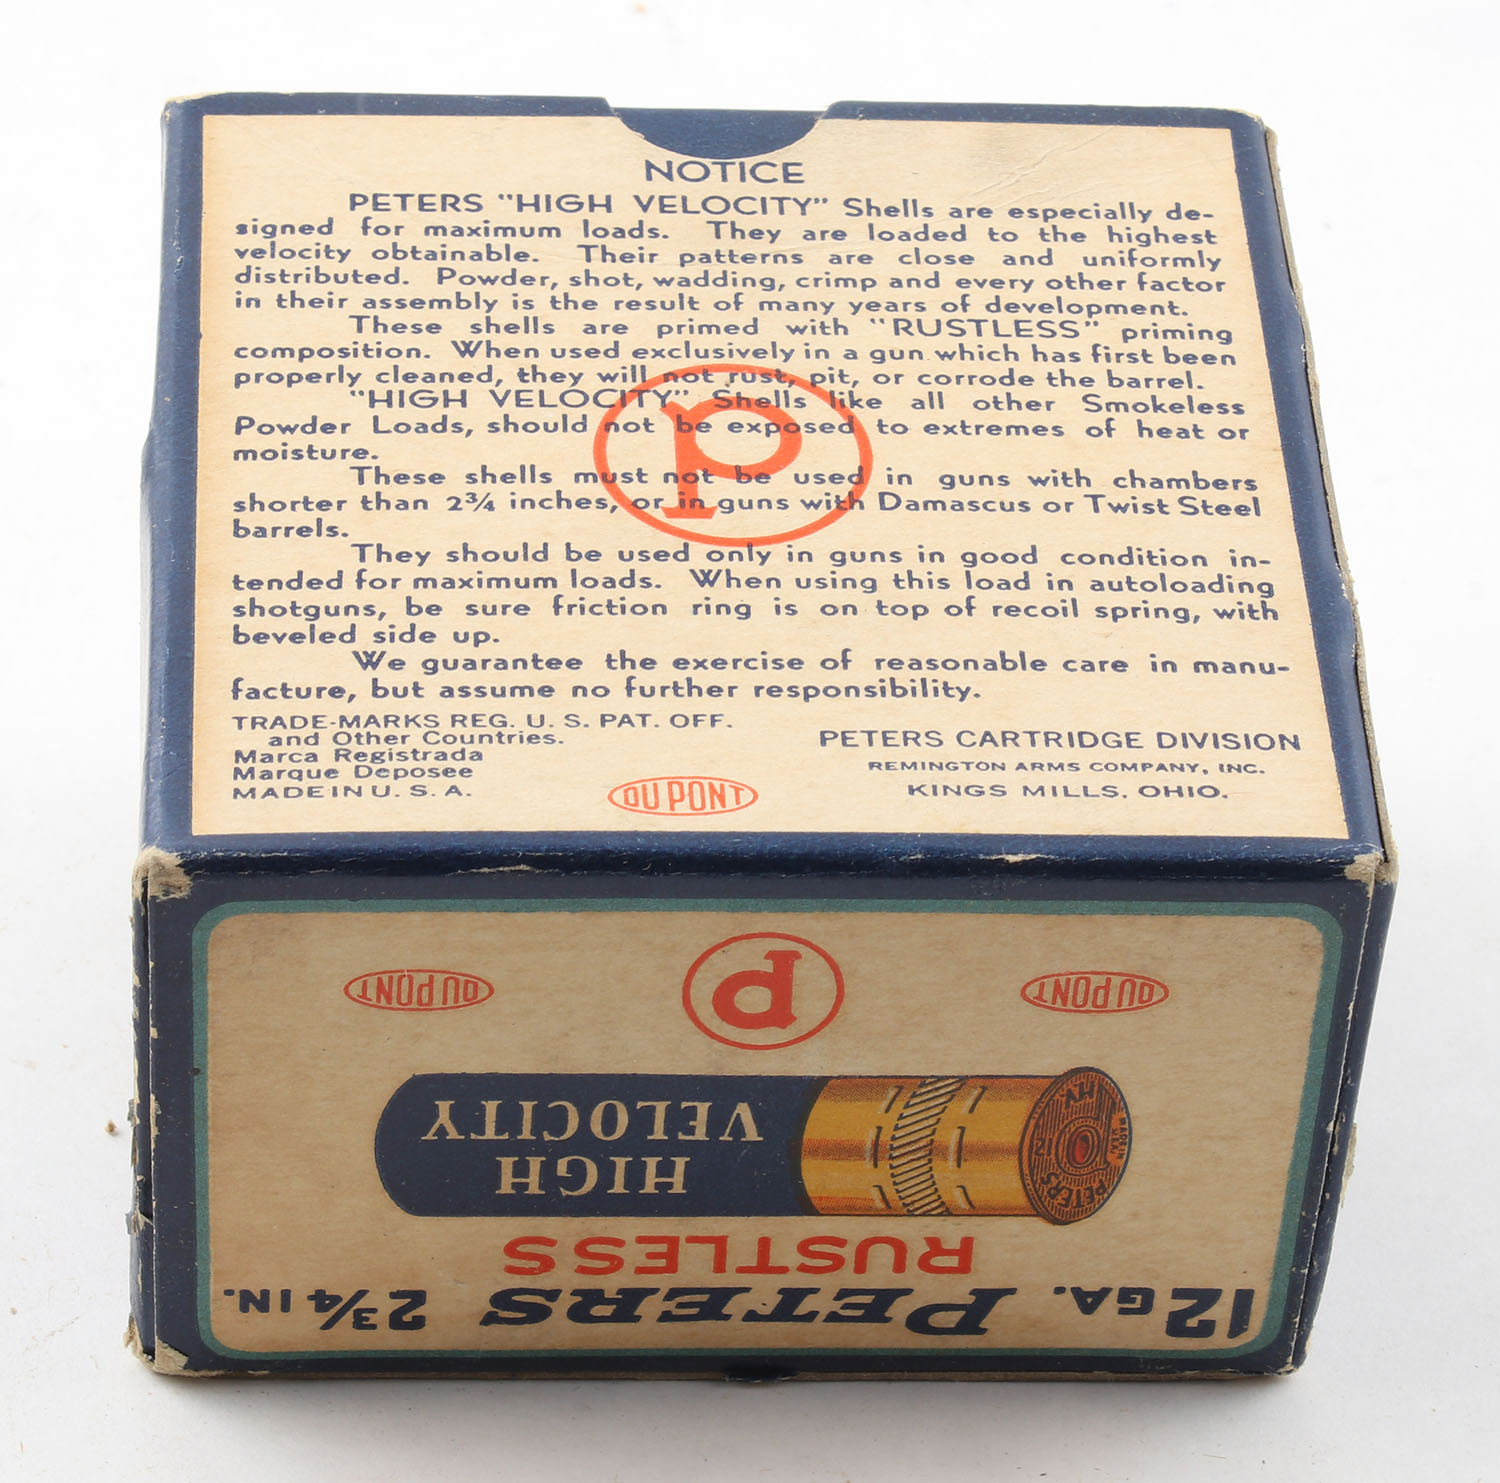 NOTICE
PETERS "HIGH VELOCITY" Shells are especially de-
signed for maximum loads. They are loaded to the highest
velocity obtainable. Their patterns are close and uniformly
distributed. Powder, shot, wadding, crimp and every other factor
in their assembly is the result of many years of development.
These shells are primed with "RUSTLESS" priming
composition. When used exclusively in a gun which has first been
properly cleaned, they will not rust, pit, or corrode the barrel.
"HIGH VELOCITY" Shells like all other Smokeless
Powder Loads, should not be exposed to extremes of heat or
moisture.
These shells must not be used in guns with chambers
shorter than 2¾ inches, or in guns with Damascus or Twist Steel
barrels.
They should be used only in guns in good condition in-
tended for maximum loads. When using this load in autoloading
shotguns, be sure friction ring is on top of recoil spring, with
beveled side up.
We guarantee the exercise of reasonable care in manu-
facture, but assume no further responsibility.
P
TRADE-MARKS REG. U. S. PAT. OFF.
and Other Countries.
Marca Registrada
Marque Deposee
MADE IN U. S. A.
DU PONT
PETERS CARTRIDGE DIVISION
REMINGTON ARMS COMPANY, INC.
KINGS MILLS, OHIO.
12 GA. PETERS 2¾ IN.
RUSTLESS
HIGH
VELOCITY
PETERS
12
MADE IN
U.S.A.
HV
DU PONT
P
DU PONT